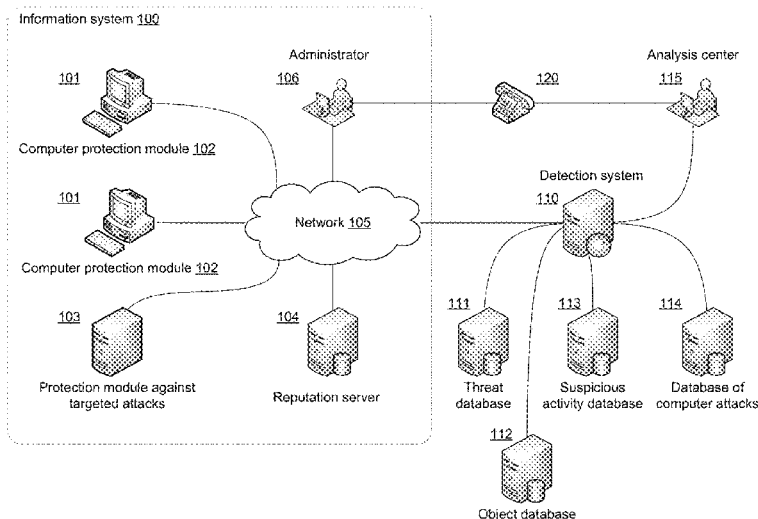 Information system 100
Administrator
Analysis center
101
106
120
115
Computer protection module 102
Detection system
101
110
Network 105
Computer protection module 102
103
104
111
113
114
Protection module against
targeted attacks
Reputation server
Threat
database
Suspicious
activity database
Database of
computer attacks
112
Object database